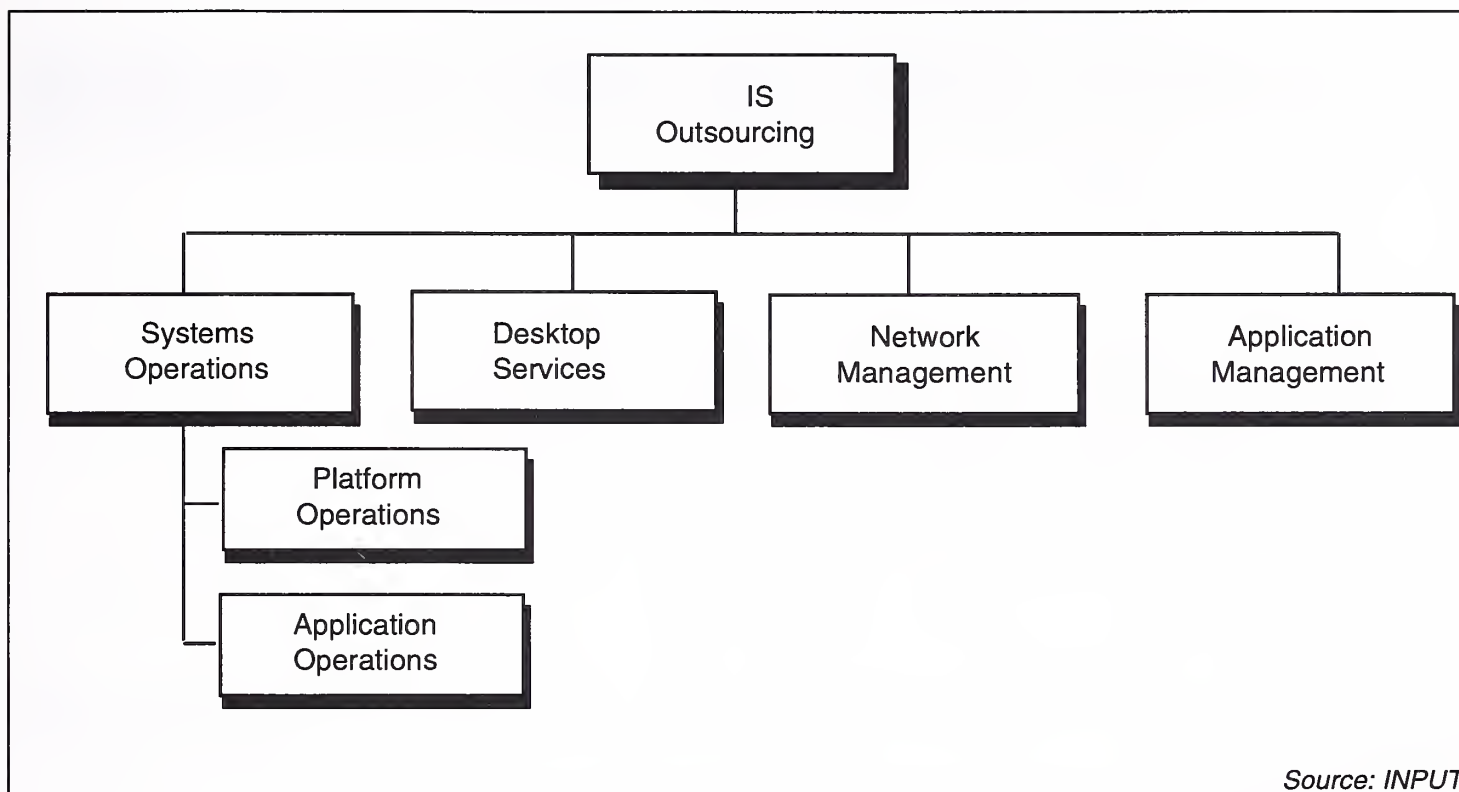 IS
Outsourcing
Systems
Operations
Desktop
Services
Network
Management
Application
Management
Platform
Operations
Application
Operations
Source: INPUT